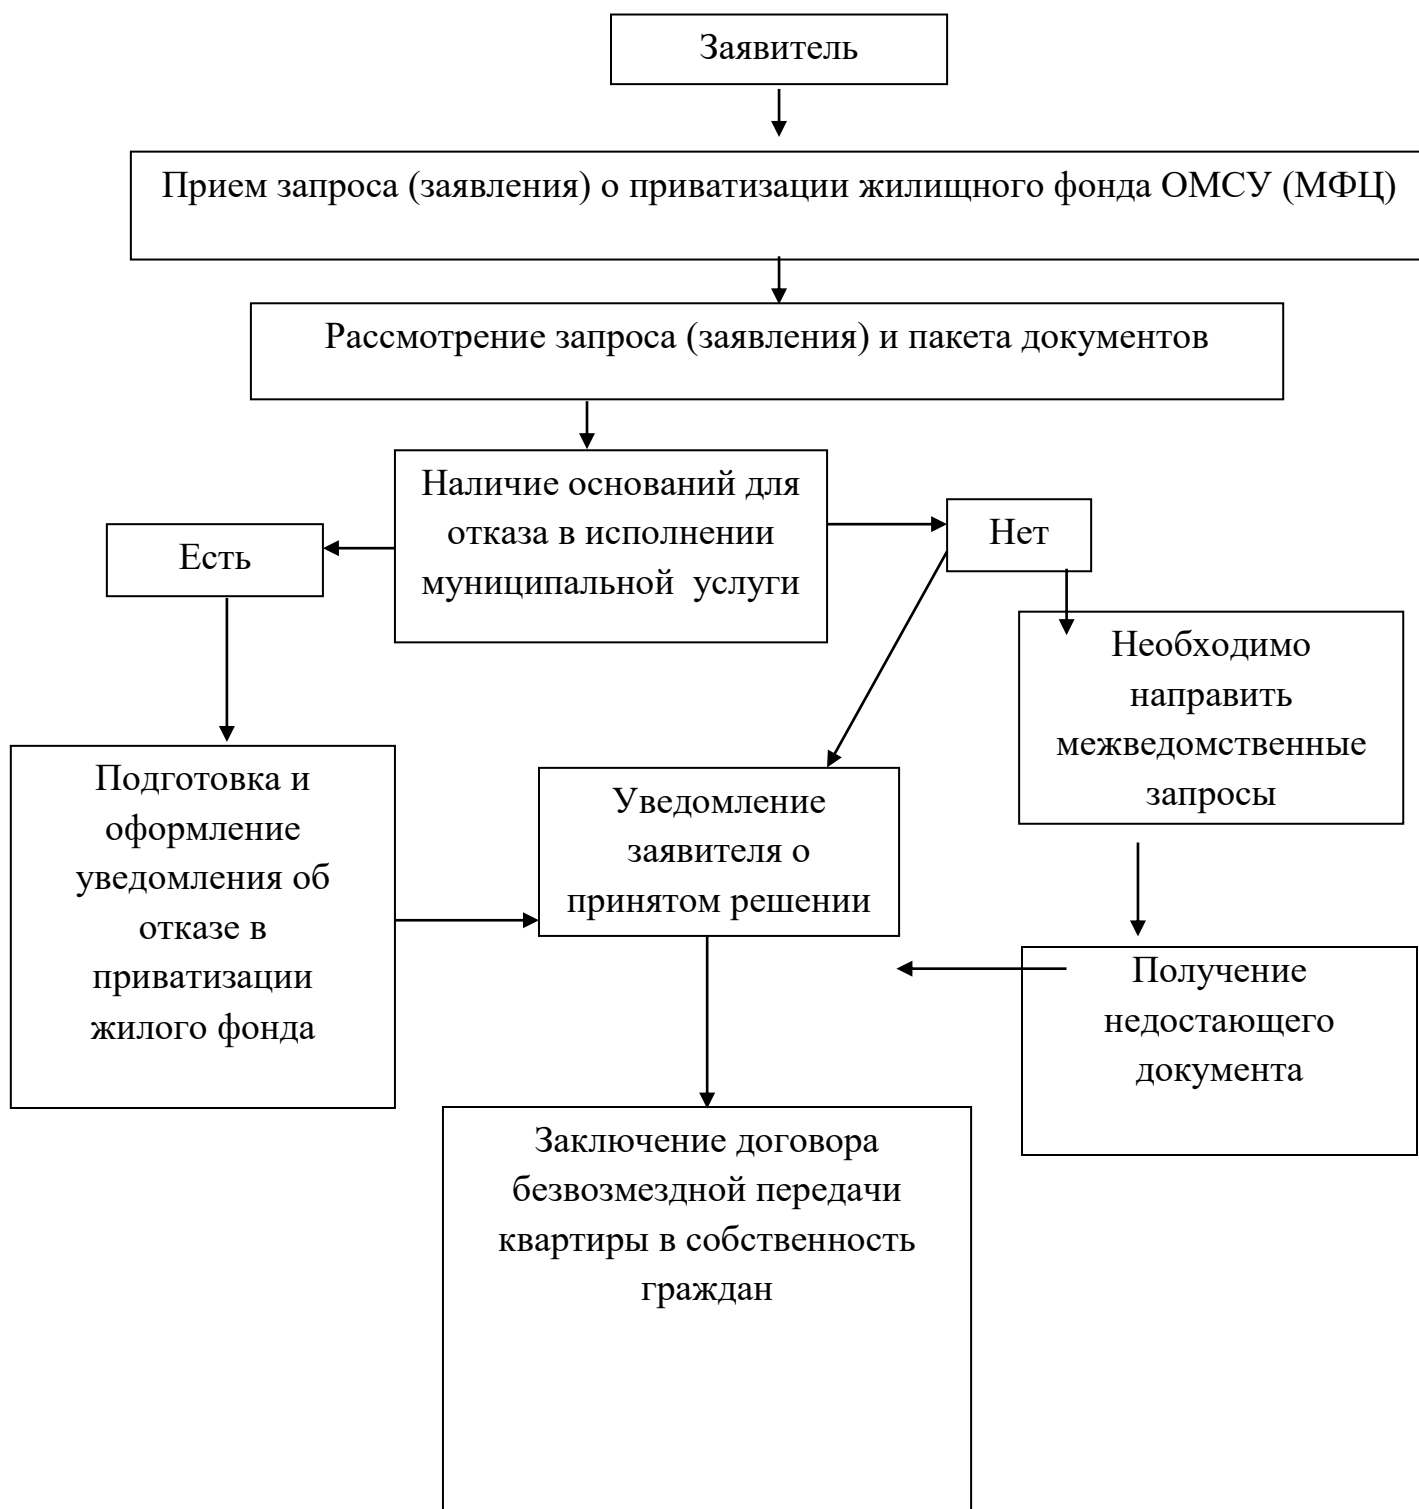 Заявитель
Прием запроса (заявления) о приватизации жилищного фонда ОМСУ (МФЦ)
Рассмотрение запроса (заявления) и пакета документов
Наличие оснований для
отказа в исполнении
муниципальной услуги
Есть
Нет
Необходимо
направить
межведомственные
запросы
Подготовка и
оформление
уведомления об
отказе в
приватизации
жилого фонда
Уведомление
заявителя о
принятом решении
Получение
недостающего
документа
Заключение договора
безвозмездной передачи
квартиры в собственность
граждан